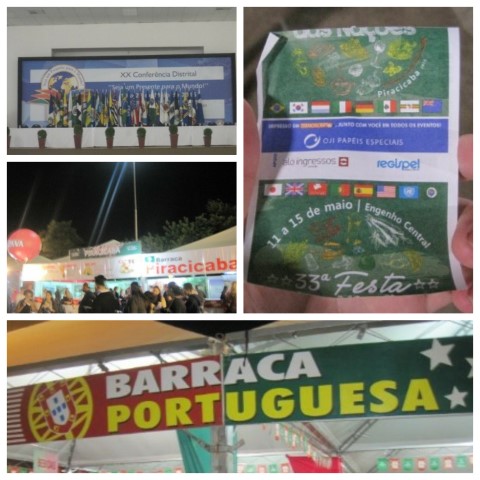 XX Conferência Distrital
"Seja um Presente para o Mundo!"
das Nações
Piracicaba
OJI PAPÉIS ESPECIAIS
ingressos
regispel
11 a 15 de maio | Engenho Central
33ª Festa
Barraca
Piracicaba
BARRACA
PORTUGUESA